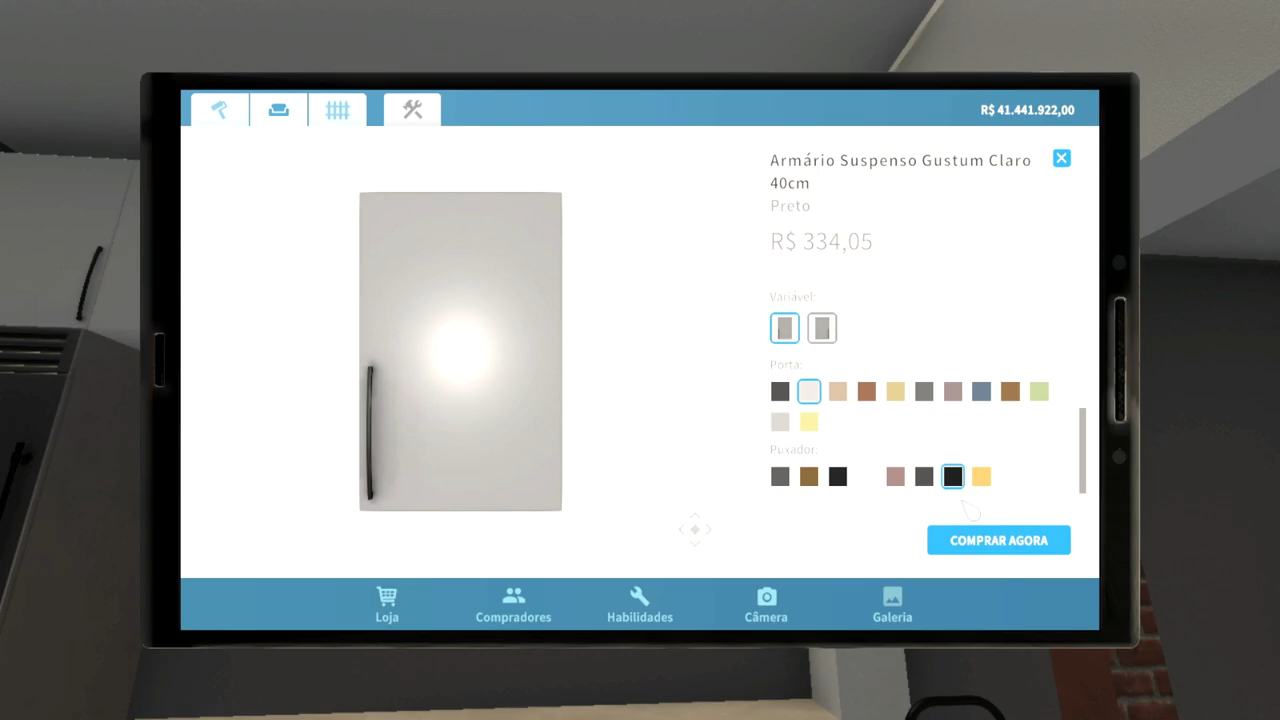 R$ 41.441.922,00
Armário Suspenso Gustum Claro
40cm
Preto
R$ 334,05
Variável:
Porta:
Puxador:
COMPRAR AGORA
Loja
Compradores
Habilidades
Câmera
Galeria